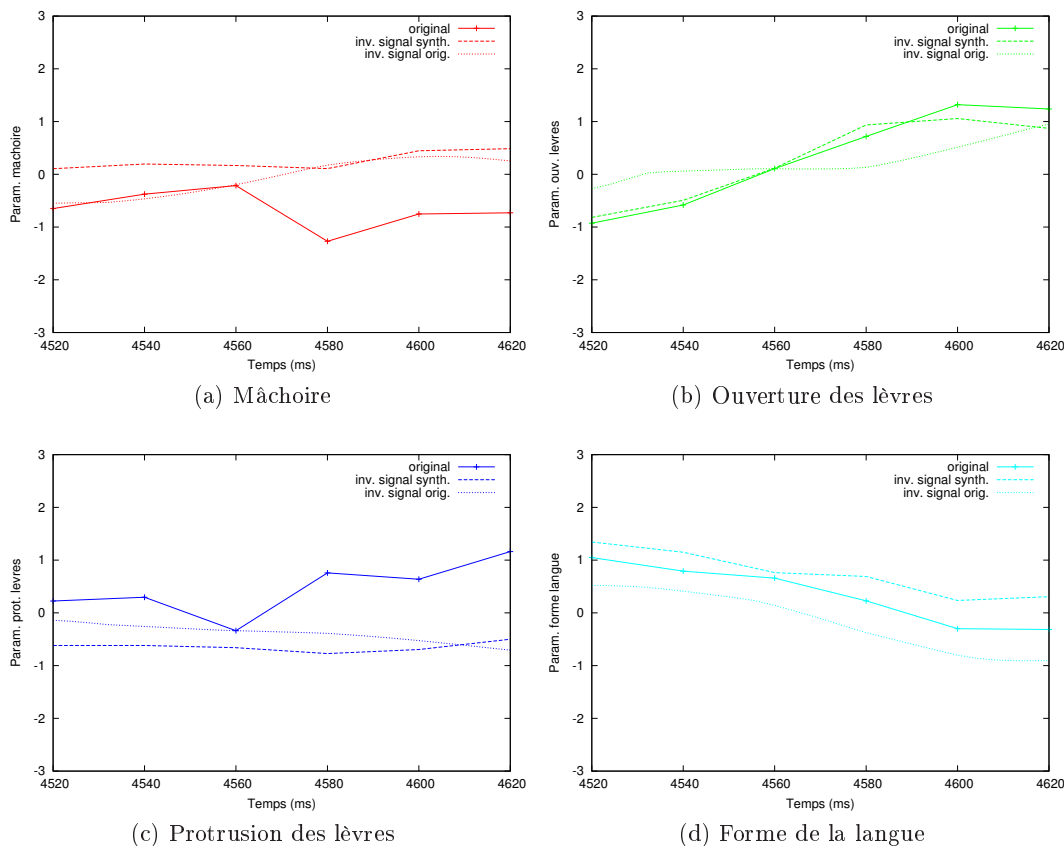 3
2
1
0
-1
-2
-3
Param. machoire
original
inv. signal synth.
inv. signal orig.
4520 4540 4560 4580 4600 4620
Temps (ms)
(a) Mâchoire
3
2
1
0
-1
-2
-3
Param. ouv. levres
original
inv. signal synth.
inv. signal orig.
4520 4540 4560 4580 4600 4620
Temps (ms)
(b) Ouverture des lèvres
3
2
1
0
-1
-2
-3
Param. prot. levres
original
inv. signal synth.
inv. signal orig.
4520 4540 4560 4580 4600 4620
Temps (ms)
(c) Protrusion des lèvres
3
2
1
0
-1
-2
-3
Param. forme langue
original
inv. signal synth.
inv. signal orig.
4520 4540 4560 4580 4600 4620
Temps (ms)
(d) Forme de la langue